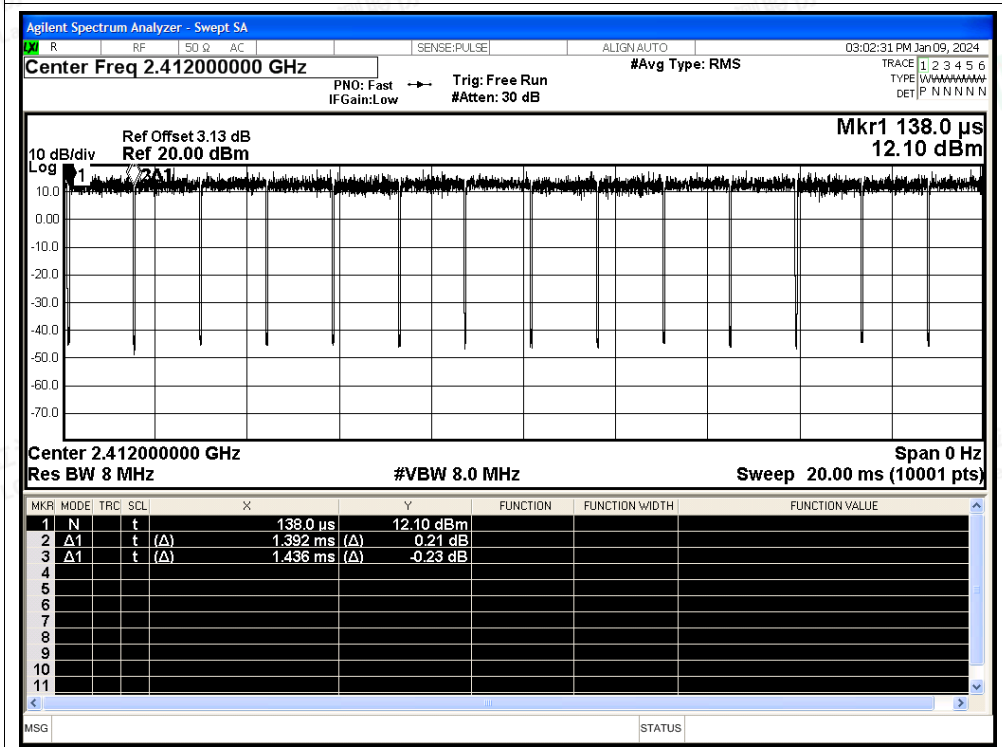 Agilent Spectrum Analyzer - Swept SA
LXI R RF 50 Ω AC SENSE:PULSE ALIGN AUTO 03:02:31 PM Jan 09, 2024
Center Freq 2.412000000 GHz #Avg Type: RMS TRACE 1 2 3 4 5 6
PNO: Fast Trig: Free Run TYPE WWWWWW
IFGain:Low #Atten: 30 dB DET P N N N N N
Mkr1 138.0 µs
Ref Offset 3.13 dB
10 dB/div Ref 20.00 dBm 12.10 dBm
Log
1 3Δ1
10.0
0.00
-10.0
-20.0
-30.0
-40.0
-50.0
-60.0
-70.0
Center 2.412000000 GHz Span 0 Hz
Res BW 8 MHz #VBW 8.0 MHz Sweep 20.00 ms (10001 pts)
MKR MODE TRC SCL X Y FUNCTION FUNCTION WIDTH FUNCTION VALUE
1 N t 138.0 µs 12.10 dBm
2 Δ1 t (Δ) 1.392 ms (Δ) 0.21 dB
3 Δ1 t (Δ) 1.436 ms (Δ) -0.23 dB
4
5
6
7
8
9
10
11
MSG STATUS